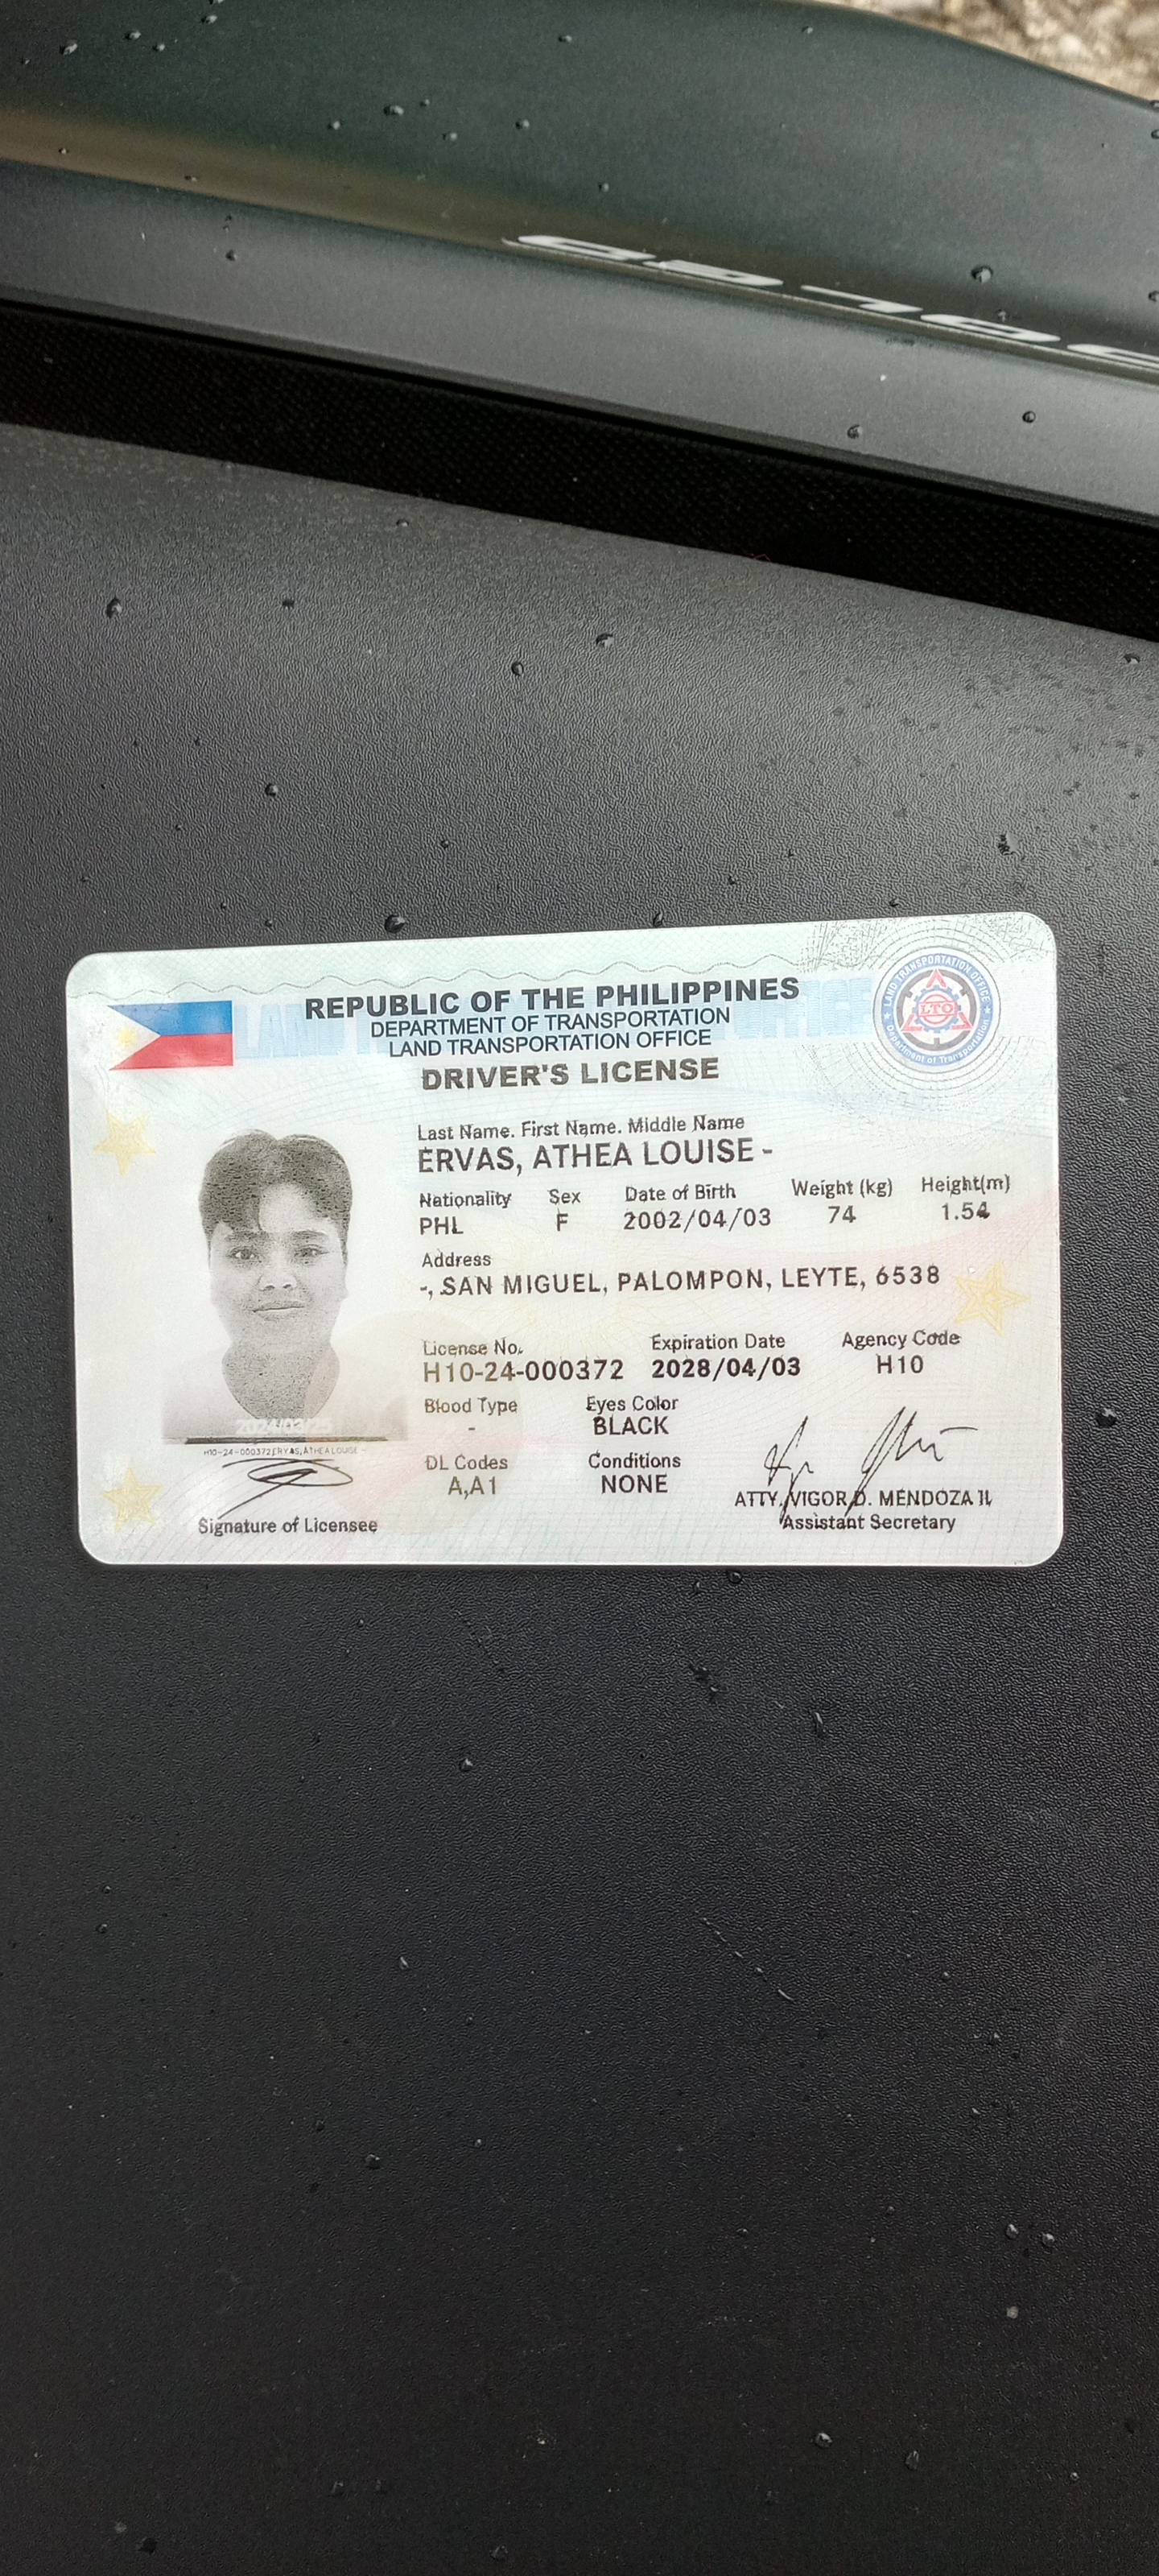 REPUBLIC OF THE PHILIPPINES
DEPARTMENT OF TRANSPORTATION
LAND TRANSPORTATION OFFICE
DRIVER'S LICENSE
LAND TRANSPORTATION OFFICE
LTO
Department of Transportation
Last Name. First Name. Middle Name
ERVAS, ATHEA LOUISE -
Nationality Sex Date of Birth Weight (kg) Height(m)
PHL F 2002/04/03 74 1.54
Address
-, SAN MIGUEL, PALOMPON, LEYTE, 6538
License No. Expiration Date Agency Code
H10-24-000372 2028/04/03 H10
Blood Type Eyes Color
- BLACK
DL Codes Conditions
A,A1 NONE
2024/03/25
H10-24-000372 ERVAS, ATHEA LOUISE -
Signature of Licensee
ATTY. VIGOR D. MENDOZA II
Assistant Secretary